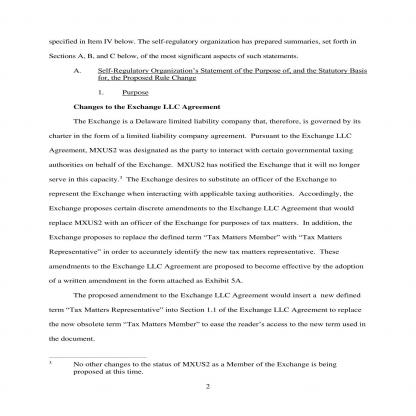 specified in Item IV below. The self-regulatory organization has prepared summaries, set forth in
Sections A, B, and C below, of the most significant aspects of such statements.
A. Self-Regulatory Organization's Statement of the Purpose of, and the Statutory Basis
for, the Proposed Rule Change
1. Purpose
Changes to the Exchange LLC Agreement
The Exchange is a Delaware limited liability company that, therefore, is governed by its
charter in the form of a limited liability company agreement. Pursuant to the Exchange LLC
Agreement, MXUS2 was designated as the party to interact with certain governmental taxing
authorities on behalf of the Exchange. MXUS2 has notified the Exchange that it will no longer
serve in this capacity.3 The Exchange desires to substitute an officer of the Exchange to
represent the Exchange when interacting with applicable taxing authorities. Accordingly, the
Exchange proposes certain discrete amendments to the Exchange LLC Agreement that would
replace MXUS2 with an officer of the Exchange for purposes of tax matters. In addition, the
Exchange proposes to replace the defined term “Tax Matters Member” with “Tax Matters
Representative” in order to accurately identify the new tax matters representative. These
amendments to the Exchange LLC Agreement are proposed to become effective by the adoption
of a written amendment in the form attached as Exhibit 5A.
The proposed amendment to the Exchange LLC Agreement would insert a new defined
term “Tax Matters Representative” into Section 1.1 of the Exchange LLC Agreement to replace
the now obsolete term “Tax Matters Member” to ease the reader's access to the new term used in
the document.
3 No other changes to the status of MXUS2 as a Member of the Exchange is being
proposed at this time.
2